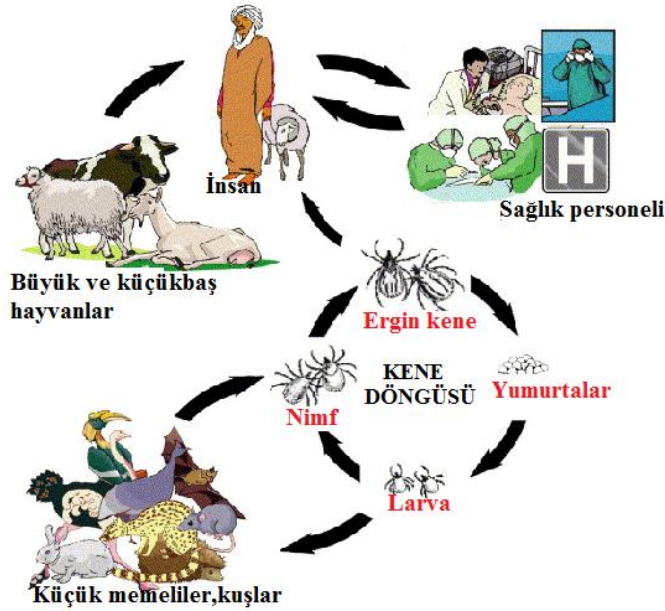 İnsan
H
Sağlık personeli
Büyük ve küçükbaş
hayvanlar
Ergin kene
KENE
DÖNGÜSÜ
Yumurtalar
Nimf
Larva
Küçük memeliler,kuşlar